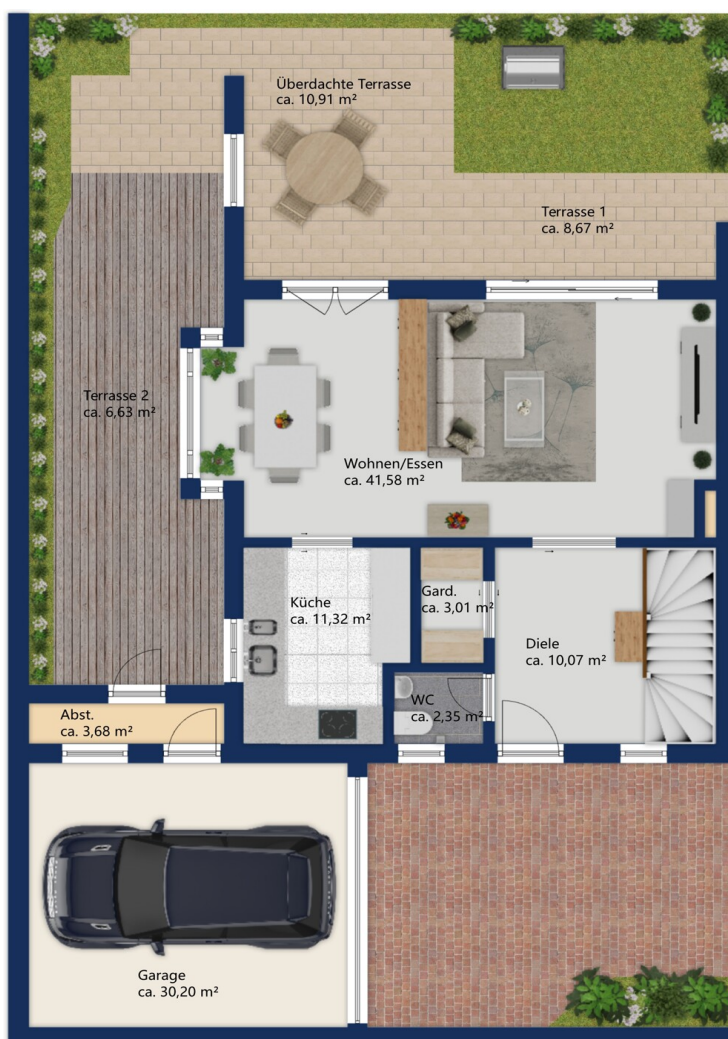 Überdachte Terrasse
ca. 10,91 m²
Terrasse 1
ca. 8,67 m²
Terrasse 2
ca. 6,63 m²
Wohnen/Essen
ca. 41,58 m²
Küche
ca. 11,32 m²
Gard.
ca. 3,01 m²
Diele
ca. 10,07 m²
WC
ca. 2,35 m²
Abst.
ca. 3,68 m²
Garage
ca. 30,20 m²